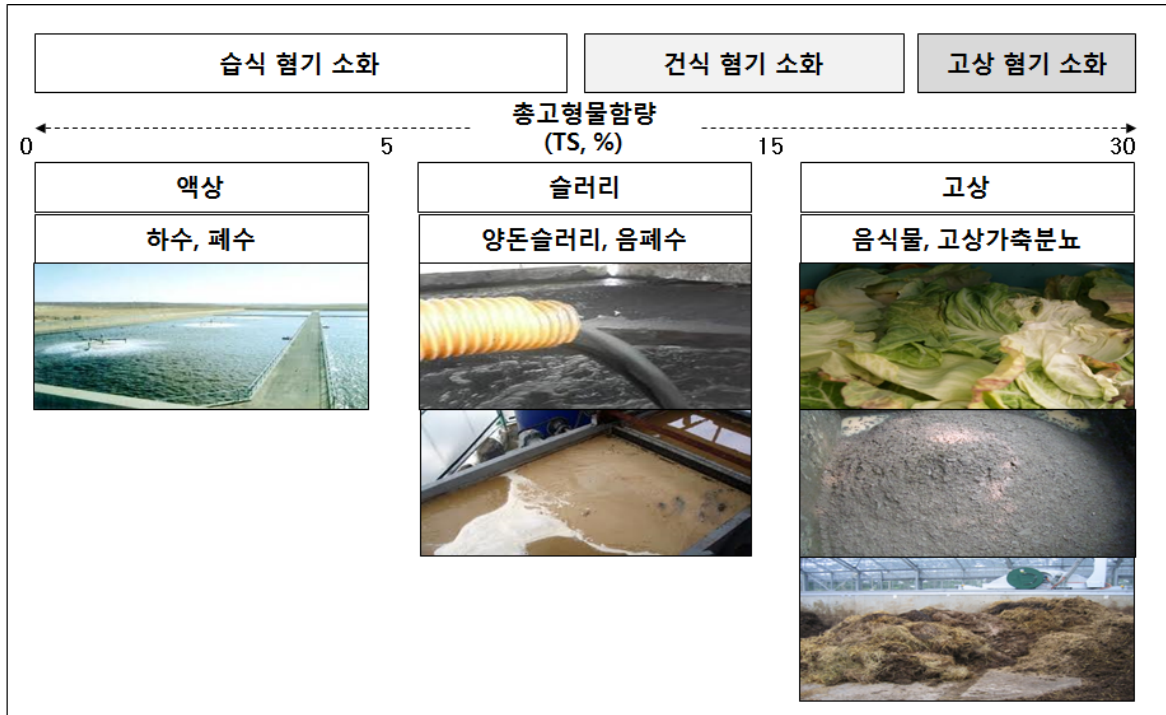 습식 혐기 소화
건식 혐기 소화
고상 혐기 소화
총고형물함량
(TS, %)
0
5
15
30
액상
슬러리
고상
하수, 폐수
양돈슬러리, 음폐수
음식물, 고상가축분뇨